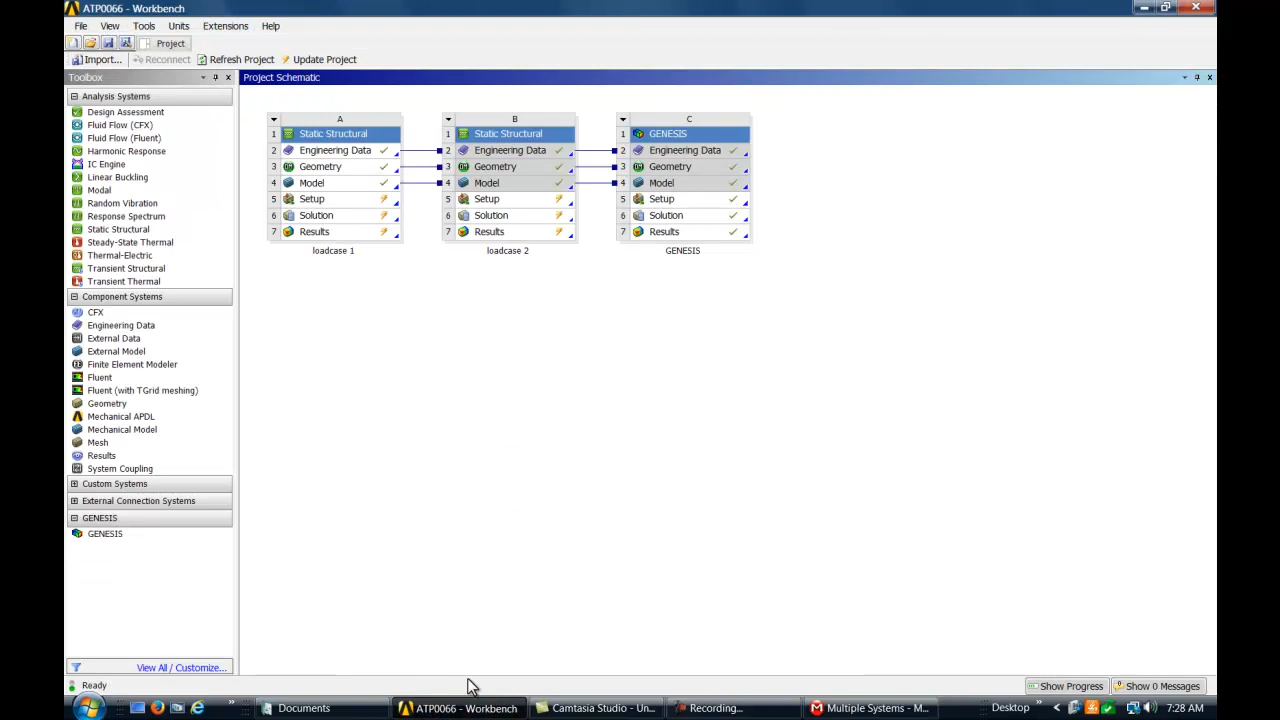 ATP0066 - Workbench
File View Tools Units Extensions Help
Project
Import... Reconnect Refresh Project Update Project
Toolbox
Project Schematic
Analysis Systems
Design Assessment
Fluid Flow (CFX)
Fluid Flow (Fluent)
Harmonic Response
IC Engine
Linear Buckling
Modal
Random Vibration
Response Spectrum
Static Structural
Steady-State Thermal
Thermal-Electric
Transient Structural
Transient Thermal
Component Systems
CFX
Engineering Data
External Data
External Model
Finite Element Modeler
Fluent
Fluent (with TGrid meshing)
Geometry
Mechanical APDL
Mechanical Model
Mesh
Results
System Coupling
Custom Systems
External Connection Systems
GENESIS
GENESIS
View All / Customize...
A
1 Static Structural
2 Engineering Data
3 Geometry
4 Model
5 Setup
6 Solution
7 Results
loadcase 1
B
1 Static Structural
2 Engineering Data
3 Geometry
4 Model
5 Setup
6 Solution
7 Results
loadcase 2
C
1 GENESIS
2 Engineering Data
3 Geometry
4 Model
5 Setup
6 Solution
7 Results
GENESIS
Ready
Show Progress Show 0 Messages
Documents ATP0066 - Workbench Camtasia Studio - Un... Recording... Multiple Systems - M... Desktop 7:28 AM